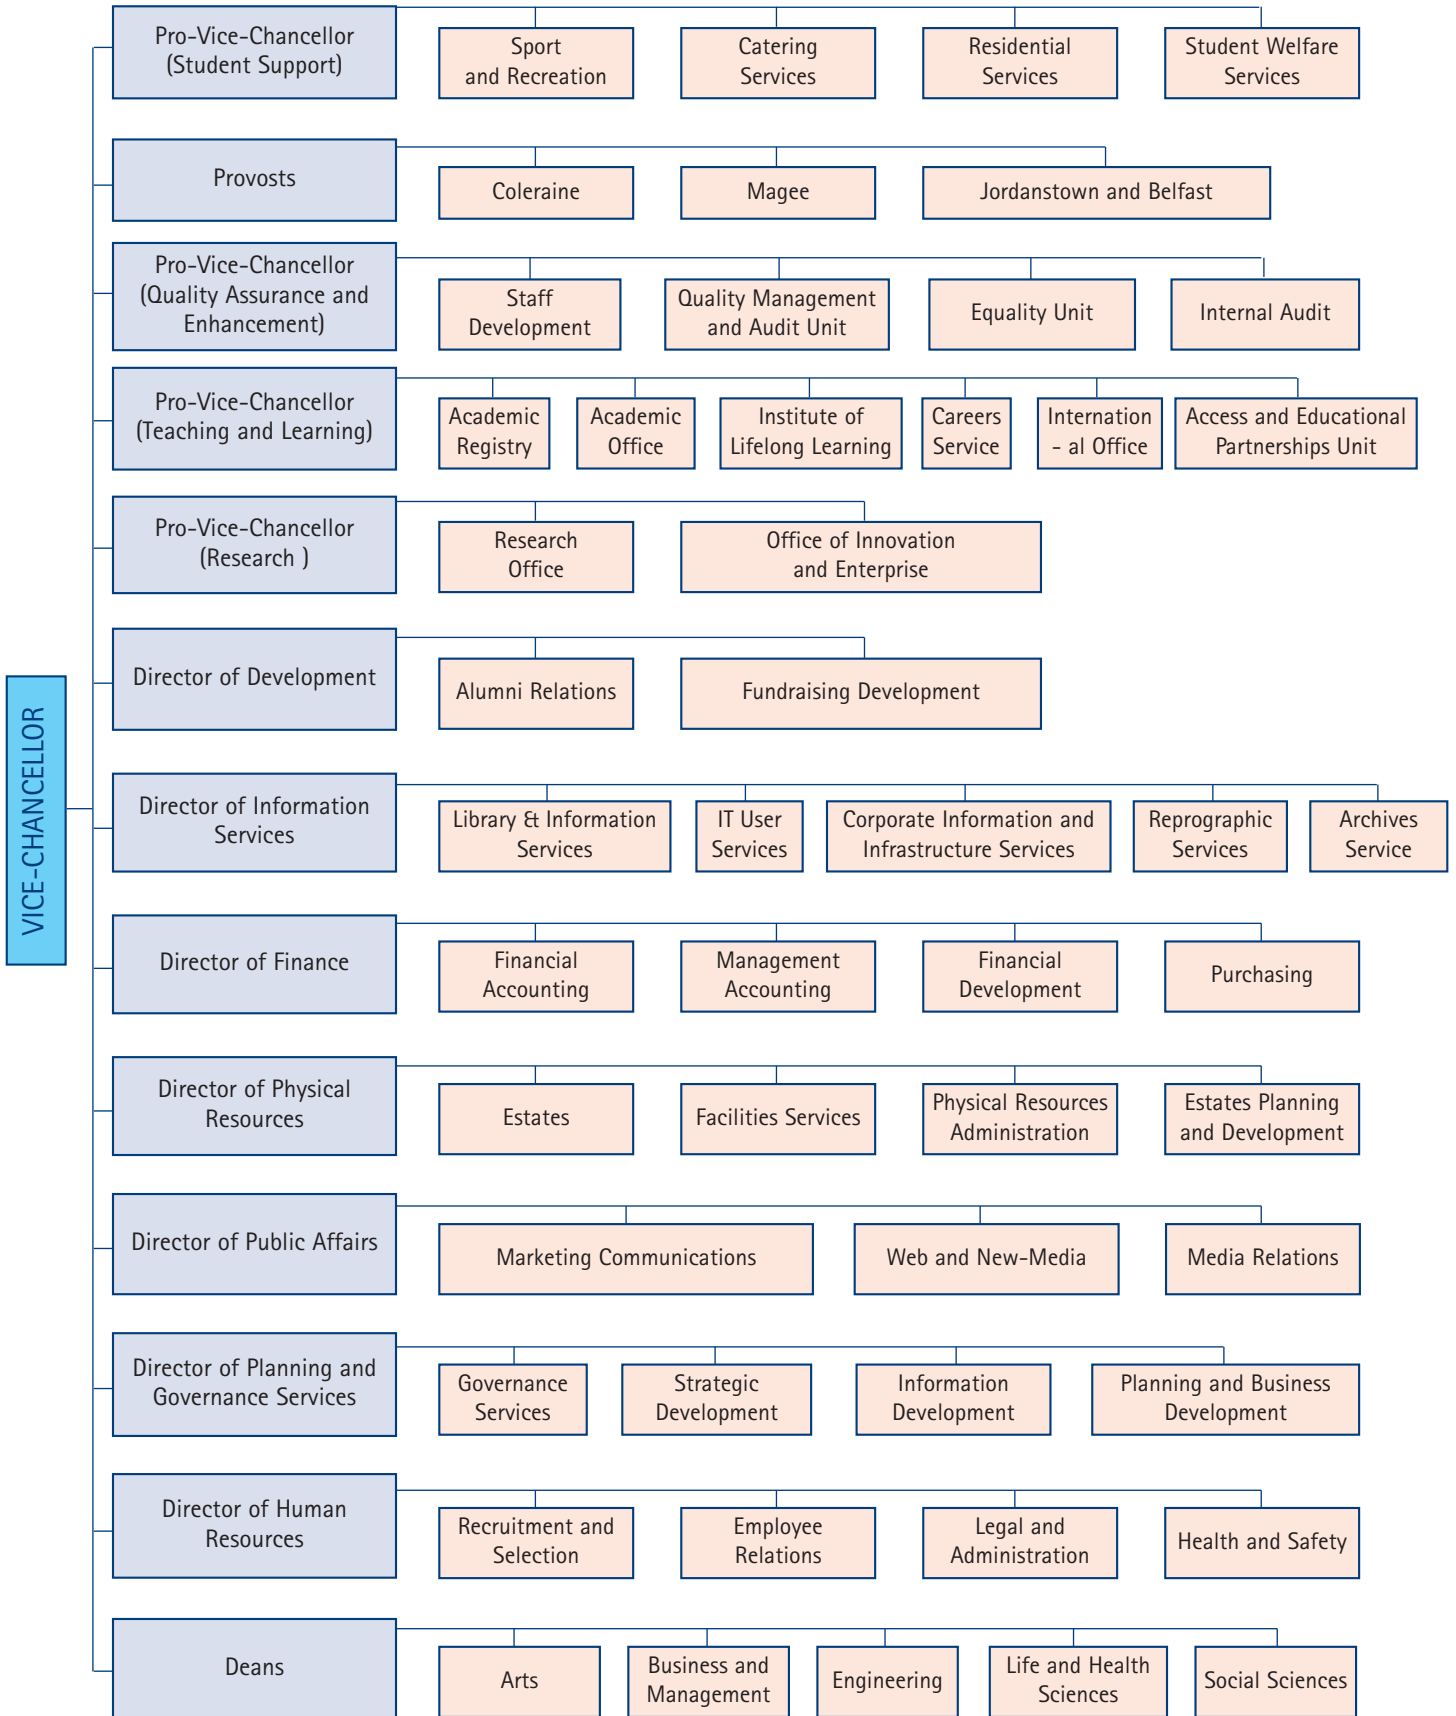 VICE-CHANCELLOR
Pro-Vice-Chancellor
(Student Support)
Sport
and Recreation
Catering
Services
Residential
Services
Student Welfare
Services
Provosts
Coleraine
Magee
Jordanstown and Belfast
Pro-Vice-Chancellor
(Quality Assurance and
Enhancement)
Staff
Development
Quality Management
and Audit Unit
Equality Unit
Internal Audit
Pro-Vice-Chancellor
(Teaching and Learning)
Academic
Registry
Academic
Office
Institute of
Lifelong Learning
Careers
Service
Internation
- al Office
Access and Educational
Partnerships Unit
Pro-Vice-Chancellor
(Research )
Research
Office
Office of Innovation
and Enterprise
Director of Development
Alumni Relations
Fundraising Development
Director of Information
Services
Library & Information
Services
IT User
Services
Corporate Information and
Infrastructure Services
Reprographic
Services
Archives
Service
Director of Finance
Financial
Accounting
Management
Accounting
Financial
Development
Purchasing
Director of Physical
Resources
Estates
Facilities Services
Physical Resources
Administration
Estates Planning
and Development
Director of Public Affairs
Marketing Communications
Web and New-Media
Media Relations
Director of Planning and
Governance Services
Governance
Services
Strategic
Development
Information
Development
Planning and Business
Development
Director of Human
Resources
Recruitment and
Selection
Employee
Relations
Legal and
Administration
Health and Safety
Deans
Arts
Business and
Management
Engineering
Life and Health
Sciences
Social Sciences